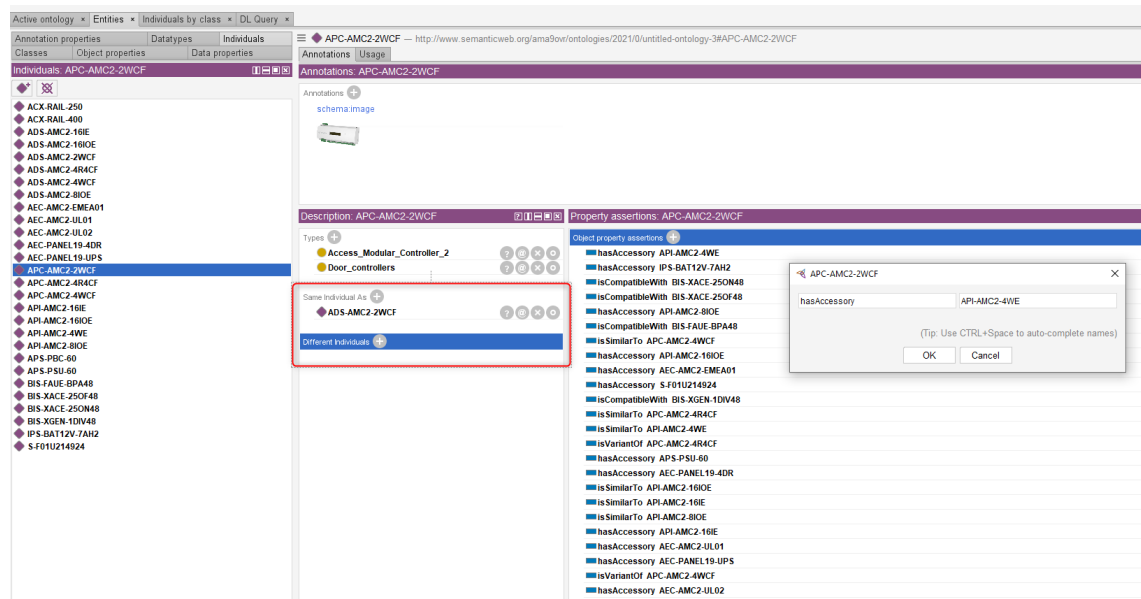 Active ontology × Entities × Individuals by class × DL Query ×
Annotation properties Datatypes Individuals
Classes Object properties Data properties
Individuals: APC-AMC2-2WCF
ACX-RAIL-250
ACX-RAIL-400
ADS-AMC2-16IE
ADS-AMC2-16IOE
ADS-AMC2-2WCF
ADS-AMC2-4R4CF
ADS-AMC2-4WCF
ADS-AMC2-8IOE
AEC-AMC2-EMEA01
AEC-AMC2-UL01
AEC-AMC2-UL02
AEC-PANEL19-4DR
AEC-PANEL19-UPS
APC-AMC2-2WCF
APC-AMC2-4R4CF
APC-AMC2-4WCF
API-AMC2-16IE
API-AMC2-16IOE
API-AMC2-4WE
API-AMC2-8IOE
APS-PBC-60
APS-PSU-60
BIS-FAUE-BPA48
BIS-XACE-25OF48
BIS-XACE-25ON48
BIS-XGEN-1DIV48
IPS-BAT12V-7AH2
S-F01U214924
APC-AMC2-2WCF — http://www.semanticweb.org/ama9ovr/ontologies/2021/0/untitled-ontology-3#APC-AMC2-2WCF
Annotations Usage
Annotations: APC-AMC2-2WCF
Annotations
schema:image
Description: APC-AMC2-2WCF
Types
Access_Modular_Controller_2
Door_controllers
Same Individual As
ADS-AMC2-2WCF
Different Individuals
Property assertions: APC-AMC2-2WCF
Object property assertions
hasAccessory API-AMC2-4WE
hasAccessory IPS-BAT12V-7AH2
isCompatibleWith BIS-XACE-25ON48
isCompatibleWith BIS-XACE-25OF48
hasAccessory API-AMC2-8IOE
isCompatibleWith BIS-FAUE-BPA48
isSimilarTo APC-AMC2-4WCF
hasAccessory API-AMC2-16IOE
hasAccessory AEC-AMC2-EMEA01
hasAccessory S-F01U214924
isCompatibleWith BIS-XGEN-1DIV48
isSimilarTo APC-AMC2-4R4CF
isSimilarTo API-AMC2-4WE
isVariantOf APC-AMC2-4R4CF
hasAccessory APS-PSU-60
hasAccessory AEC-PANEL19-4DR
isSimilarTo API-AMC2-16IOE
isSimilarTo API-AMC2-16IE
isSimilarTo API-AMC2-8IOE
hasAccessory API-AMC2-16IE
hasAccessory AEC-AMC2-UL01
hasAccessory AEC-PANEL19-UPS
isVariantOf APC-AMC2-4WCF
hasAccessory AEC-AMC2-UL02
APC-AMC2-2WCF
hasAccessory API-AMC2-4WE
(Tip: Use CTRL+Space to auto-complete names)
OK Cancel